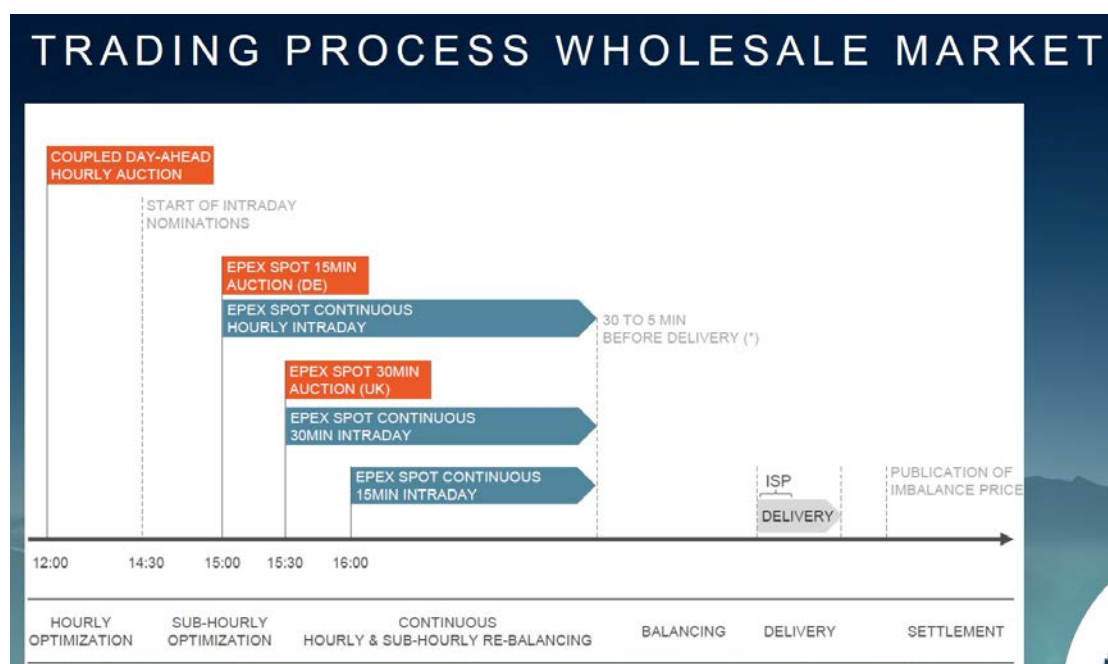 TRADING PROCESS WHOLESALE MARKET
COUPLED DAY-AHEAD
HOURLY AUCTION
START OF INTRADAY
NOMINATIONS
EPEX SPOT 15MIN
AUCTION (DE)
EPEX SPOT CONTINUOUS
HOURLY INTRADAY
30 TO 5 MIN
BEFORE DELIVERY (*)
EPEX SPOT 30MIN
AUCTION (UK)
EPEX SPOT CONTINUOUS
30MIN INTRADAY
EPEX SPOT CONTINUOUS
15MIN INTRADAY
ISP
DELIVERY
PUBLICATION OF
IMBALANCE PRICE
12:00 14:30 15:00 15:30 16:00
HOURLY
OPTIMIZATION
SUB-HOURLY
OPTIMIZATION
CONTINUOUS
HOURLY & SUB-HOURLY RE-BALANCING
BALANCING
DELIVERY
SETTLEMENT